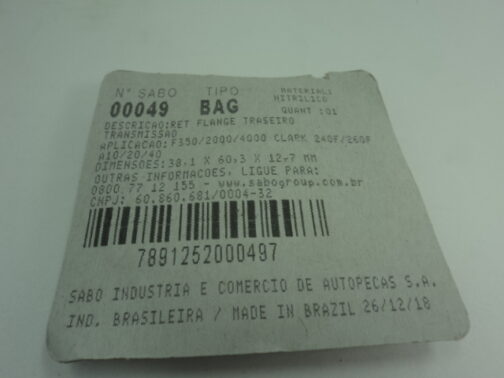 Nº SABO TIPO MATERIAL:
00049 BAG NITRILICO
QUANT :01
DESCRICAO:RET FLANGE TRASEIRO
TRANSMISSAO
APLICACAO:F350/2000/4000 CLARK 240F/260F
A10/20/40
DIMENSOES:38,1 X 60,3 X 12,7 MM
OUTRAS INFORMACOES, LIGUE PARA:
0800 77 12 155 - www.sabogroup.com.br
CNPJ: 60.860.681/0004-32
7891252000497
SABO INDUSTRIA E COMERCIO DE AUTOPECAS S.A.
IND. BRASILEIRA / MADE IN BRAZIL 26/12/18